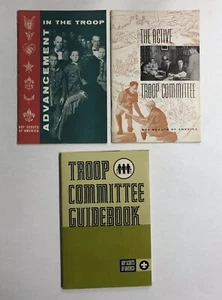 IN THE TROOP
ADVANCEMENT
BOY SCOUTS
OF AMERICA
THE ACTIVE
TROOP COMMITTEE
BOY SCOUTS OF AMERICA
TROOP
COMMITTEE
GUIDEBOOK
BOY SCOUTS
OF AMERICA